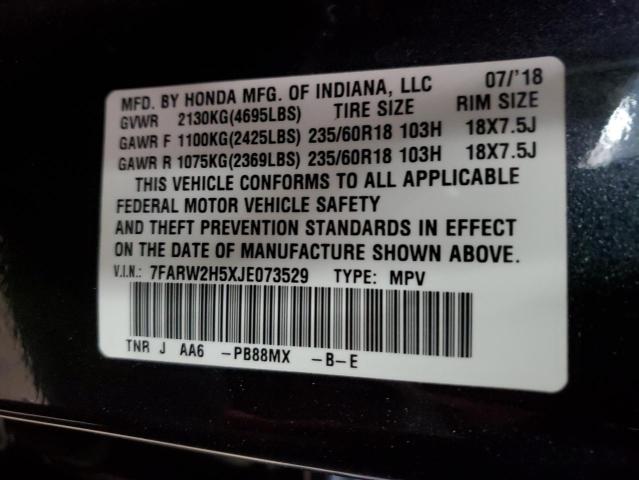 MFD. BY HONDA MFG. OF INDIANA, LLC 07/'18
GVWR 2130KG(4695LBS) TIRE SIZE RIM SIZE
GAWR F 1100KG(2425LBS) 235/60R18 103H 18X7.5J
GAWR R 1075KG(2369LBS) 235/60R18 103H 18X7.5J
THIS VEHICLE CONFORMS TO ALL APPLICABLE
FEDERAL MOTOR VEHICLE SAFETY
AND THEFT PREVENTION STANDARDS IN EFFECT
ON THE DATE OF MANUFACTURE SHOWN ABOVE.
V.I.N.: 7FARW2H5XJE073529 TYPE: MPV
TNR J AA6 -PB88MX -B-E